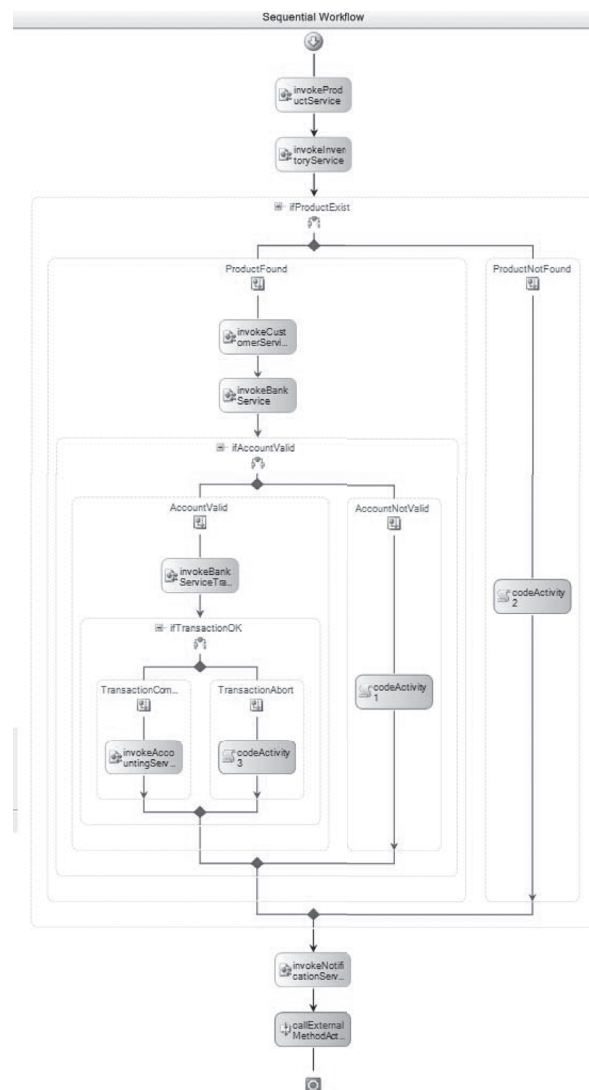 Sequential Workflow
invokeProd
uctService
invokeInven
toryService
ifProductExist
ProductFound
ProductNotFound
invokeCust
omerServi...
invokeBank
Service
ifAccountValid
AccountValid
AccountNotValid
invokeBank
ServiceTra...
codeActivity
2
ifTransactionOK
TransactionCom...
TransactionAbort
codeActivity
1
invokeAcco
untingServ...
codeActivity
3
invokeNotifi
cationServ...
callExternal
MethodAct...